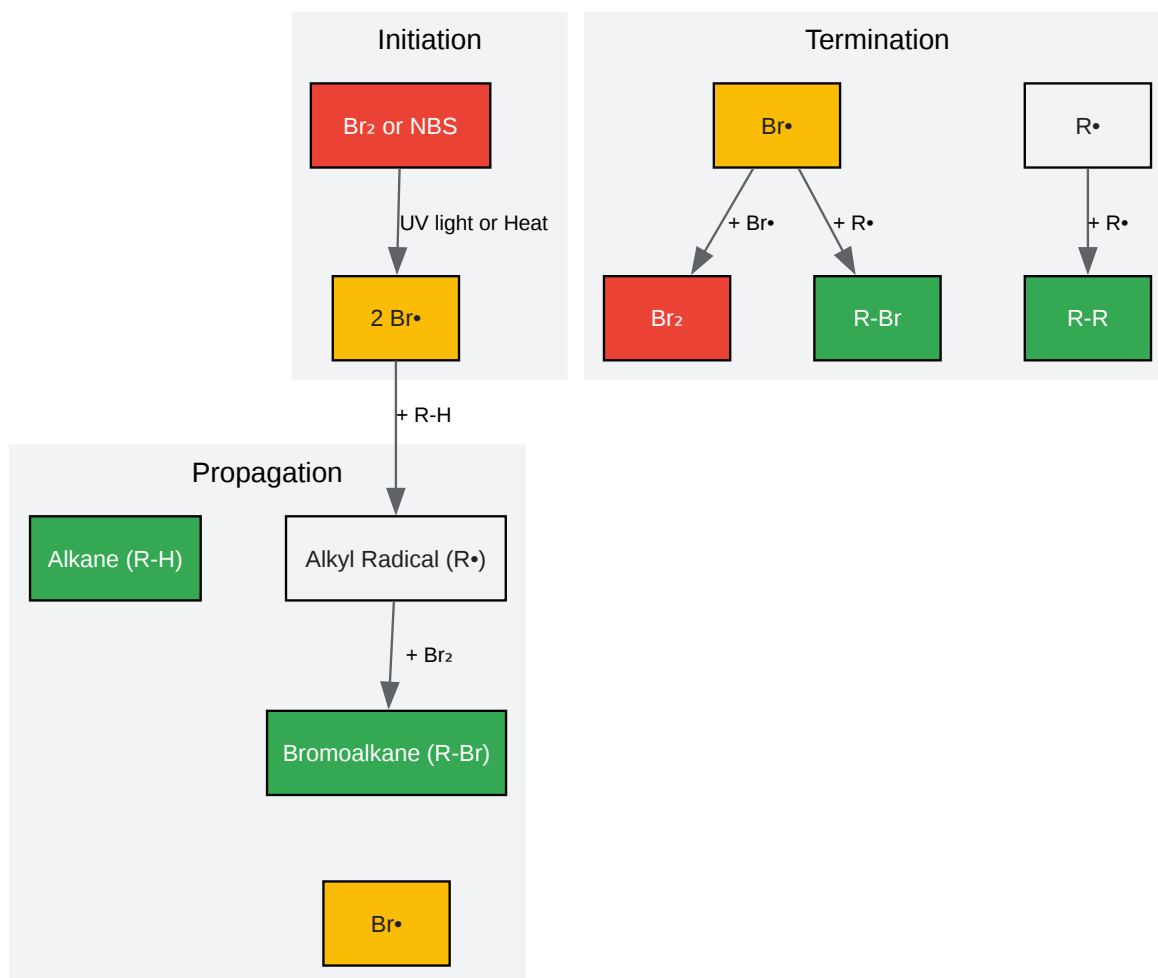 Initiation
Br₂ or NBS
UV light or Heat
2 Br•
+ R-H
Termination
Br•
R•
+ Br•
+ R•
+ R•
Br₂
R-Br
R-R
Propagation
Alkane (R-H)
Alkyl Radical (R•)
+ Br₂
Bromoalkane (R-Br)
Br•